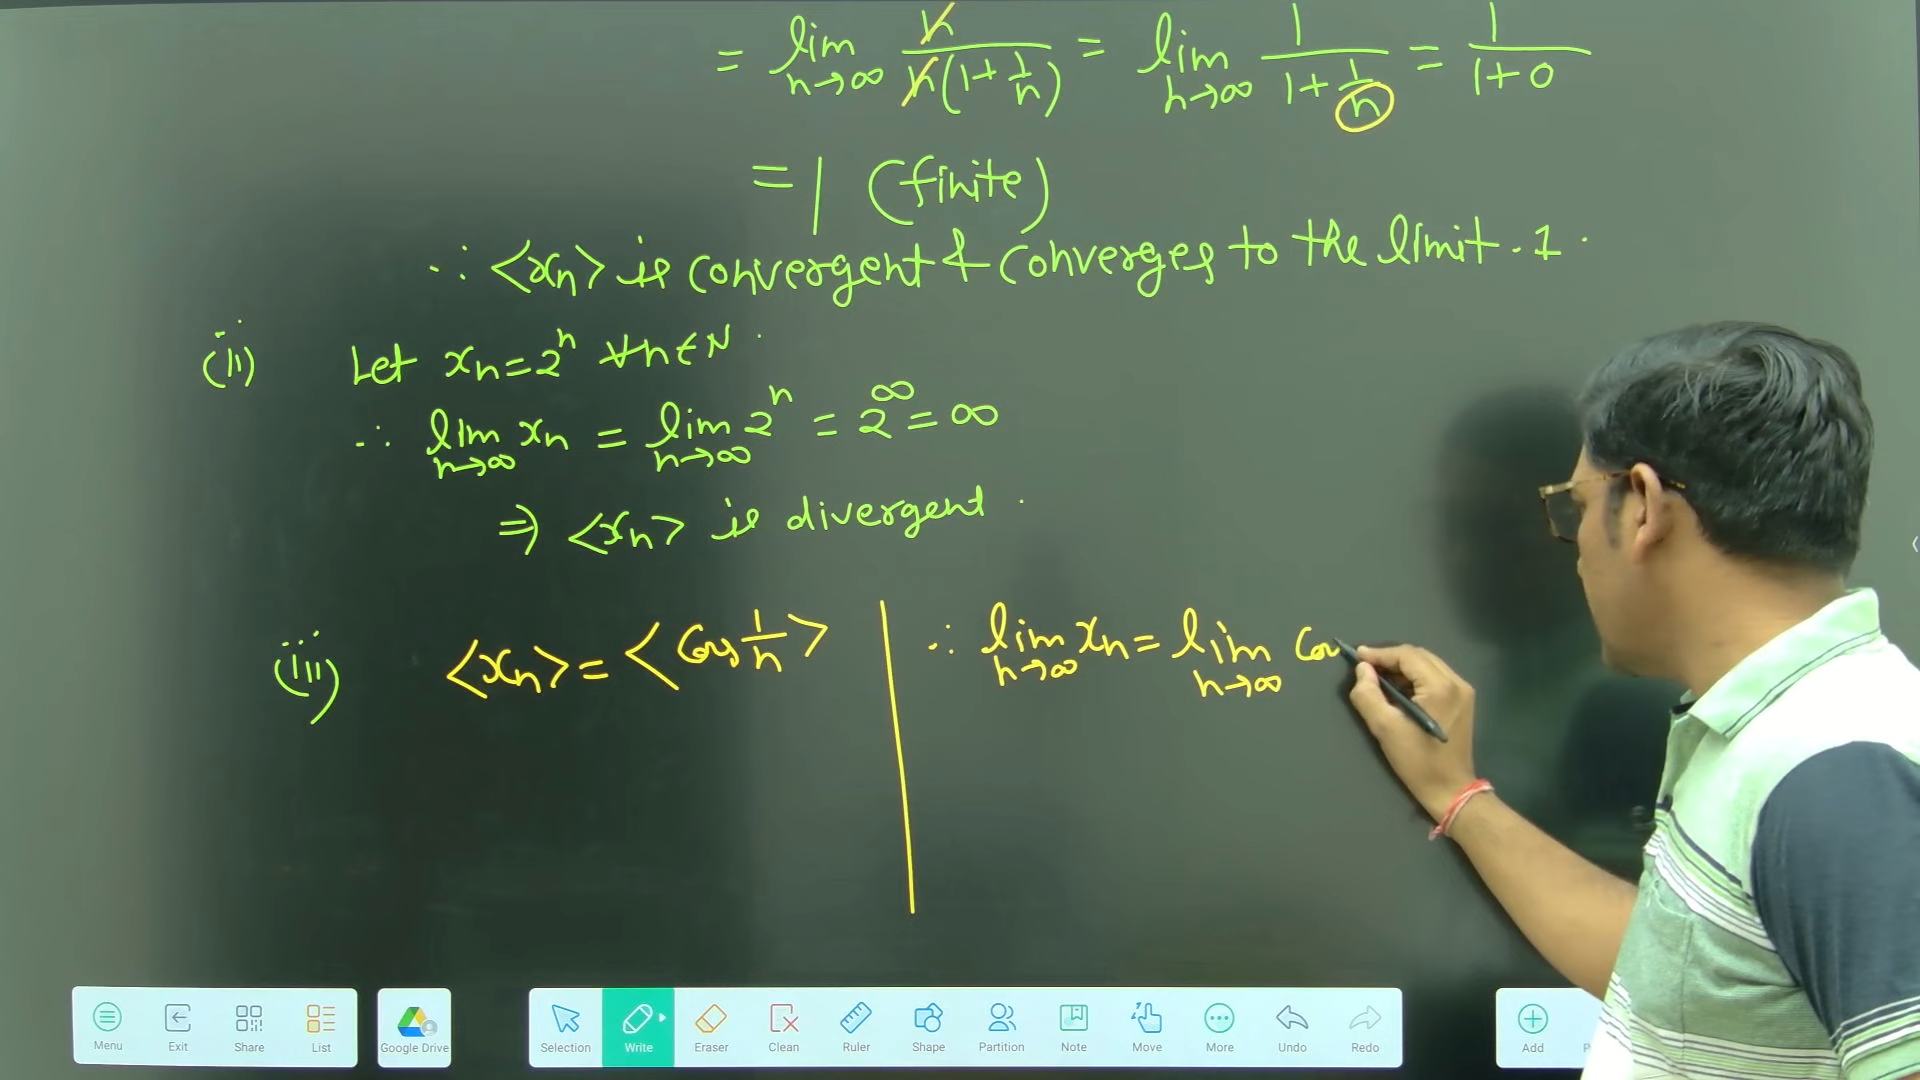 = lim n→∞ n/n(1+1/n) = lim n→∞ 1/1+1/n = 1/1+0
= 1 (finite)
∴ <xn> is convergent & converges to the limit 1.
(ii) Let xn = 2^n ∀n∈N.
∴ lim n→∞ xn = lim n→∞ 2^n = 2^∞ = ∞
⇒ <xn> is divergent.
(iii) <xn> = <Cos 1/n>
∴ lim n→∞ xn = lim n→∞ Co
Menu Exit Share List Google Drive Selection Write Eraser Clean Ruler Shape Partition Note Move More Undo Redo Add